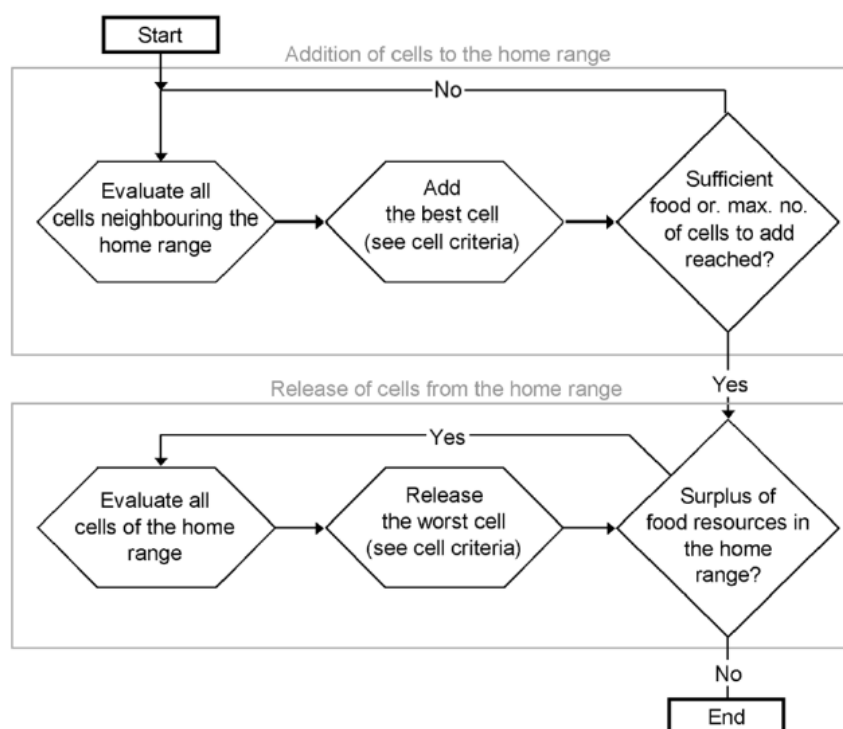 Start
Addition of cells to the home range
No
Evaluate all
cells neighbouring the
home range
Add
the best cell
(see cell criteria)
Sufficient
food or. max. no.
of cells to add
reached?
Yes
Release of cells from the home range
Yes
Evaluate all
cells of the home
range
Release
the worst cell
(see cell criteria)
Surplus of
food resources in
the home
range?
No
End